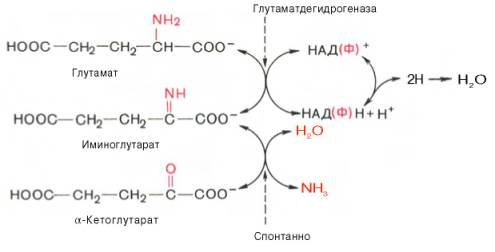 Глутаматдегидрогеназа
NH2
HOOC—CH2—CH2—CH—COO−
Глутамат
НАД(Ф)+
2H → H2O
НАД(Ф)H + H+
NH
HOOC—CH2—CH2—C—COO−
Иминоглутарат
H2O
O
HOOC—CH2—CH2—C—COO−
α-Кетоглутарат
NH3
Спонтанно